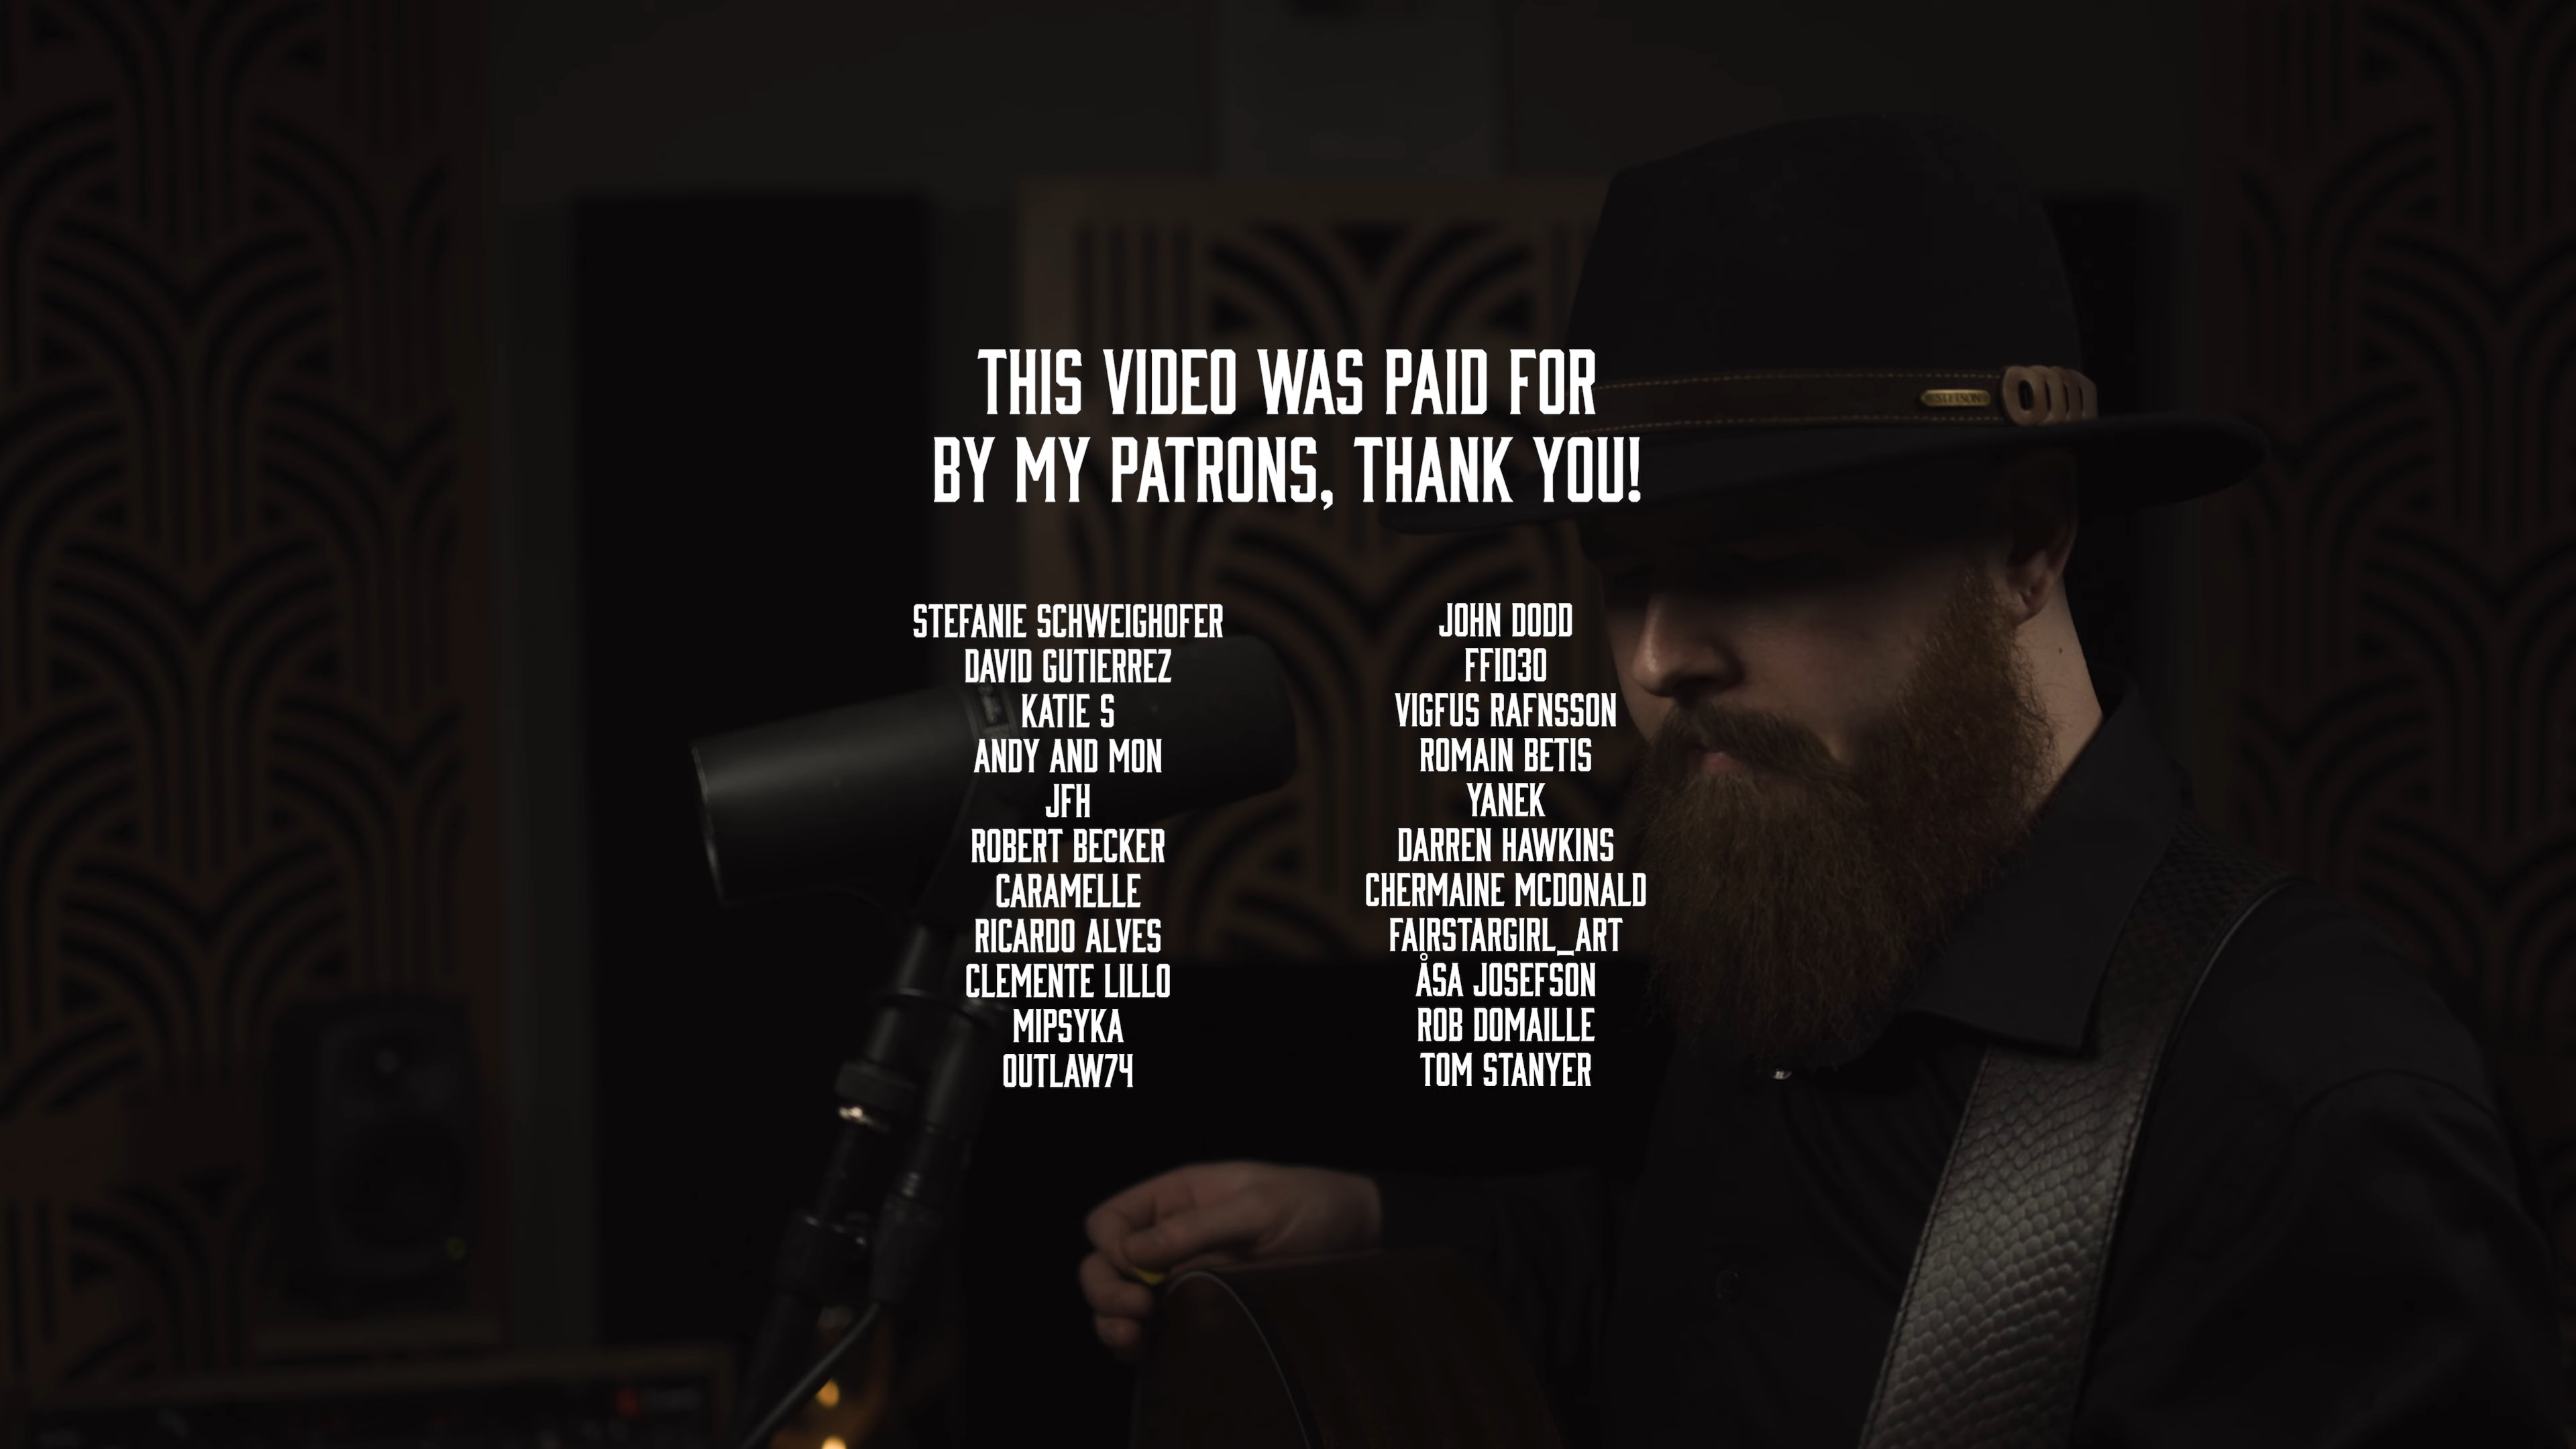 THIS VIDEO WAS PAID FOR
BY MY PATRONS, THANK YOU!
STEFANIE SCHWEIGHOFER
DAVID GUTIERREZ
KATIE S
ANDY AND MON
JFH
ROBERT BECKER
CARAMELLE
RICARDO ALVES
CLEMENTE LILLO
MIPSYKA
OUTLAW74
JOHN DODD
FFID30
VIGFUS RAFNSSON
ROMAIN BETIS
YANEK
DARREN HAWKINS
CHERMAINE MCDONALD
FAIRSTARGIRL_ART
ÅSA JOSEFSON
ROB DOMAILLE
TOM STANYER
STETSON